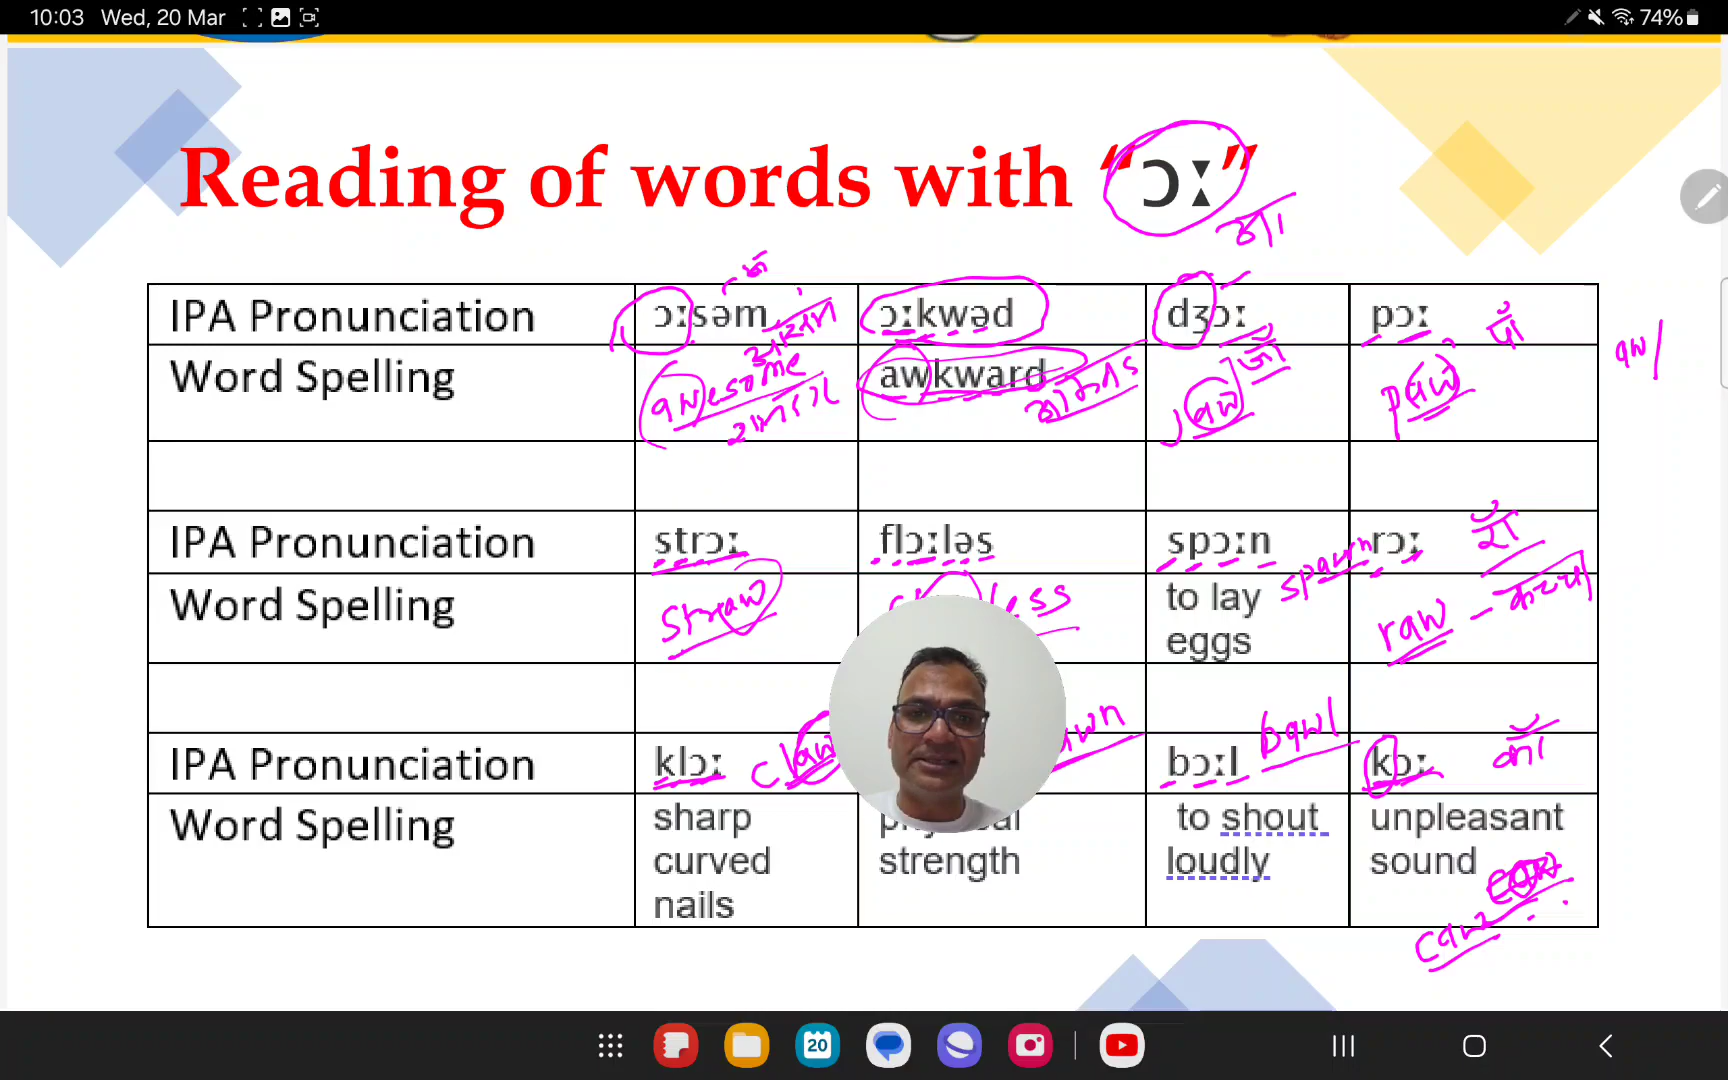 10:03 Wed, 20 Mar 74%
Reading of words with “ɔː”
IPA Pronunciation ɔːsəm ɔːkwəd dʒɔː pɔː पॉ
Word Spelling awesome awkward jaw जॉ paw aw
IPA Pronunciation strɔː flɔːləs spɔːn spawn rɔː रॉ
Word Spelling straw less to lay raw -
eggs
IPA Pronunciation klɔː claw awn bɔːl bawl kɔː कॉ
Word Spelling sharp to shout unpleasant
curved strength loudly sound
nails
caw
20